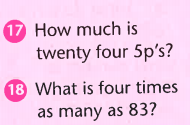 17 How much is
twenty four 5p's?
18 What is four times
as many as 83?